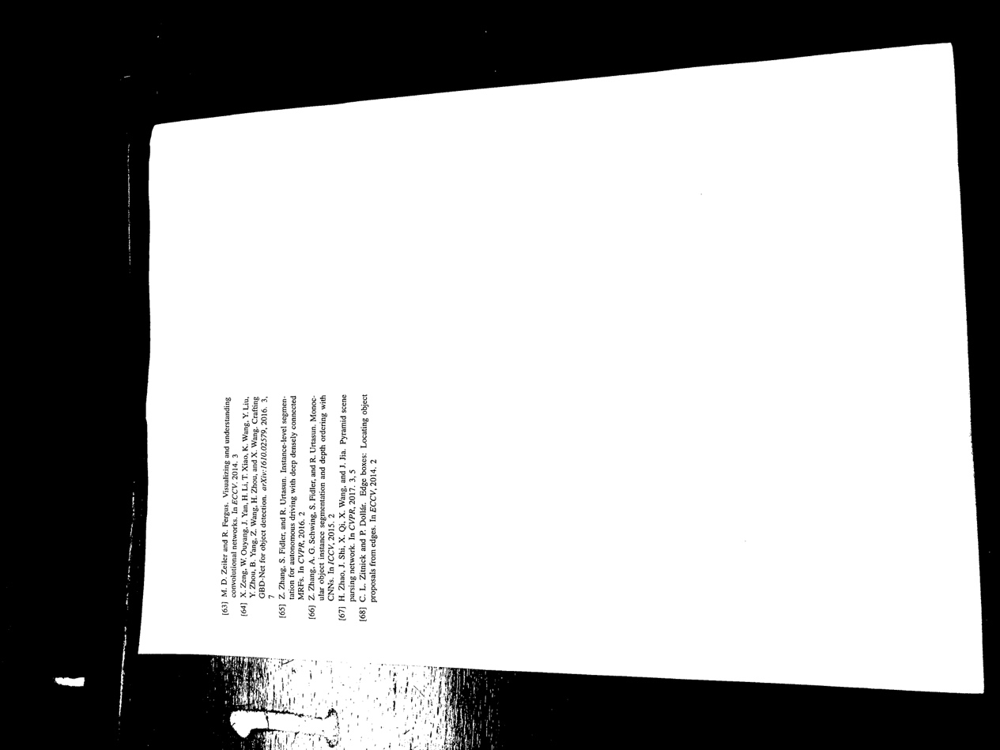 [63] M. D. Zeiler and R. Fergus. Visualizing and understanding
convolutional networks. In ECCV. 2014. 3
[64] X. Zeng, W. Ouyang, J. Yan, H. Li, T. Xiao, K. Wang, Y. Liu,
Y. Zhou, B. Yang, Z. Wang, H. Zhou, and X. Wang. Crafting
GBD-Net for object detection. arXiv:1610.02579, 2016. 3,
7
[65] Z. Zhang, S. Fidler, and R. Urtasun. Instance-level segmen-
tation for autonomous driving with deep densely connected
MRFs. In CVPR, 2016. 2
[66] Z. Zhang, A. G. Schwing, S. Fidler, and R. Urtasun. Monoc-
ular object instance segmentation and depth ordering with
CNNs. In ICCV, 2015. 2
[67] H. Zhao, J. Shi, X. Qi, X. Wang, and J. Jia. Pyramid scene
parsing network. In CVPR, 2017. 3, 5
[68] C. L. Zitnick and P. Dollár. Edge boxes: Locating object
proposals from edges. In ECCV, 2014. 2